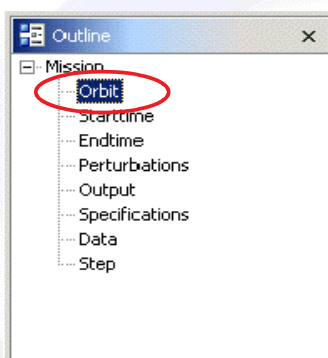 Outline
Mission
Orbit
Starttime
Endtime
Perturbations
Output
Specifications
Data
Step